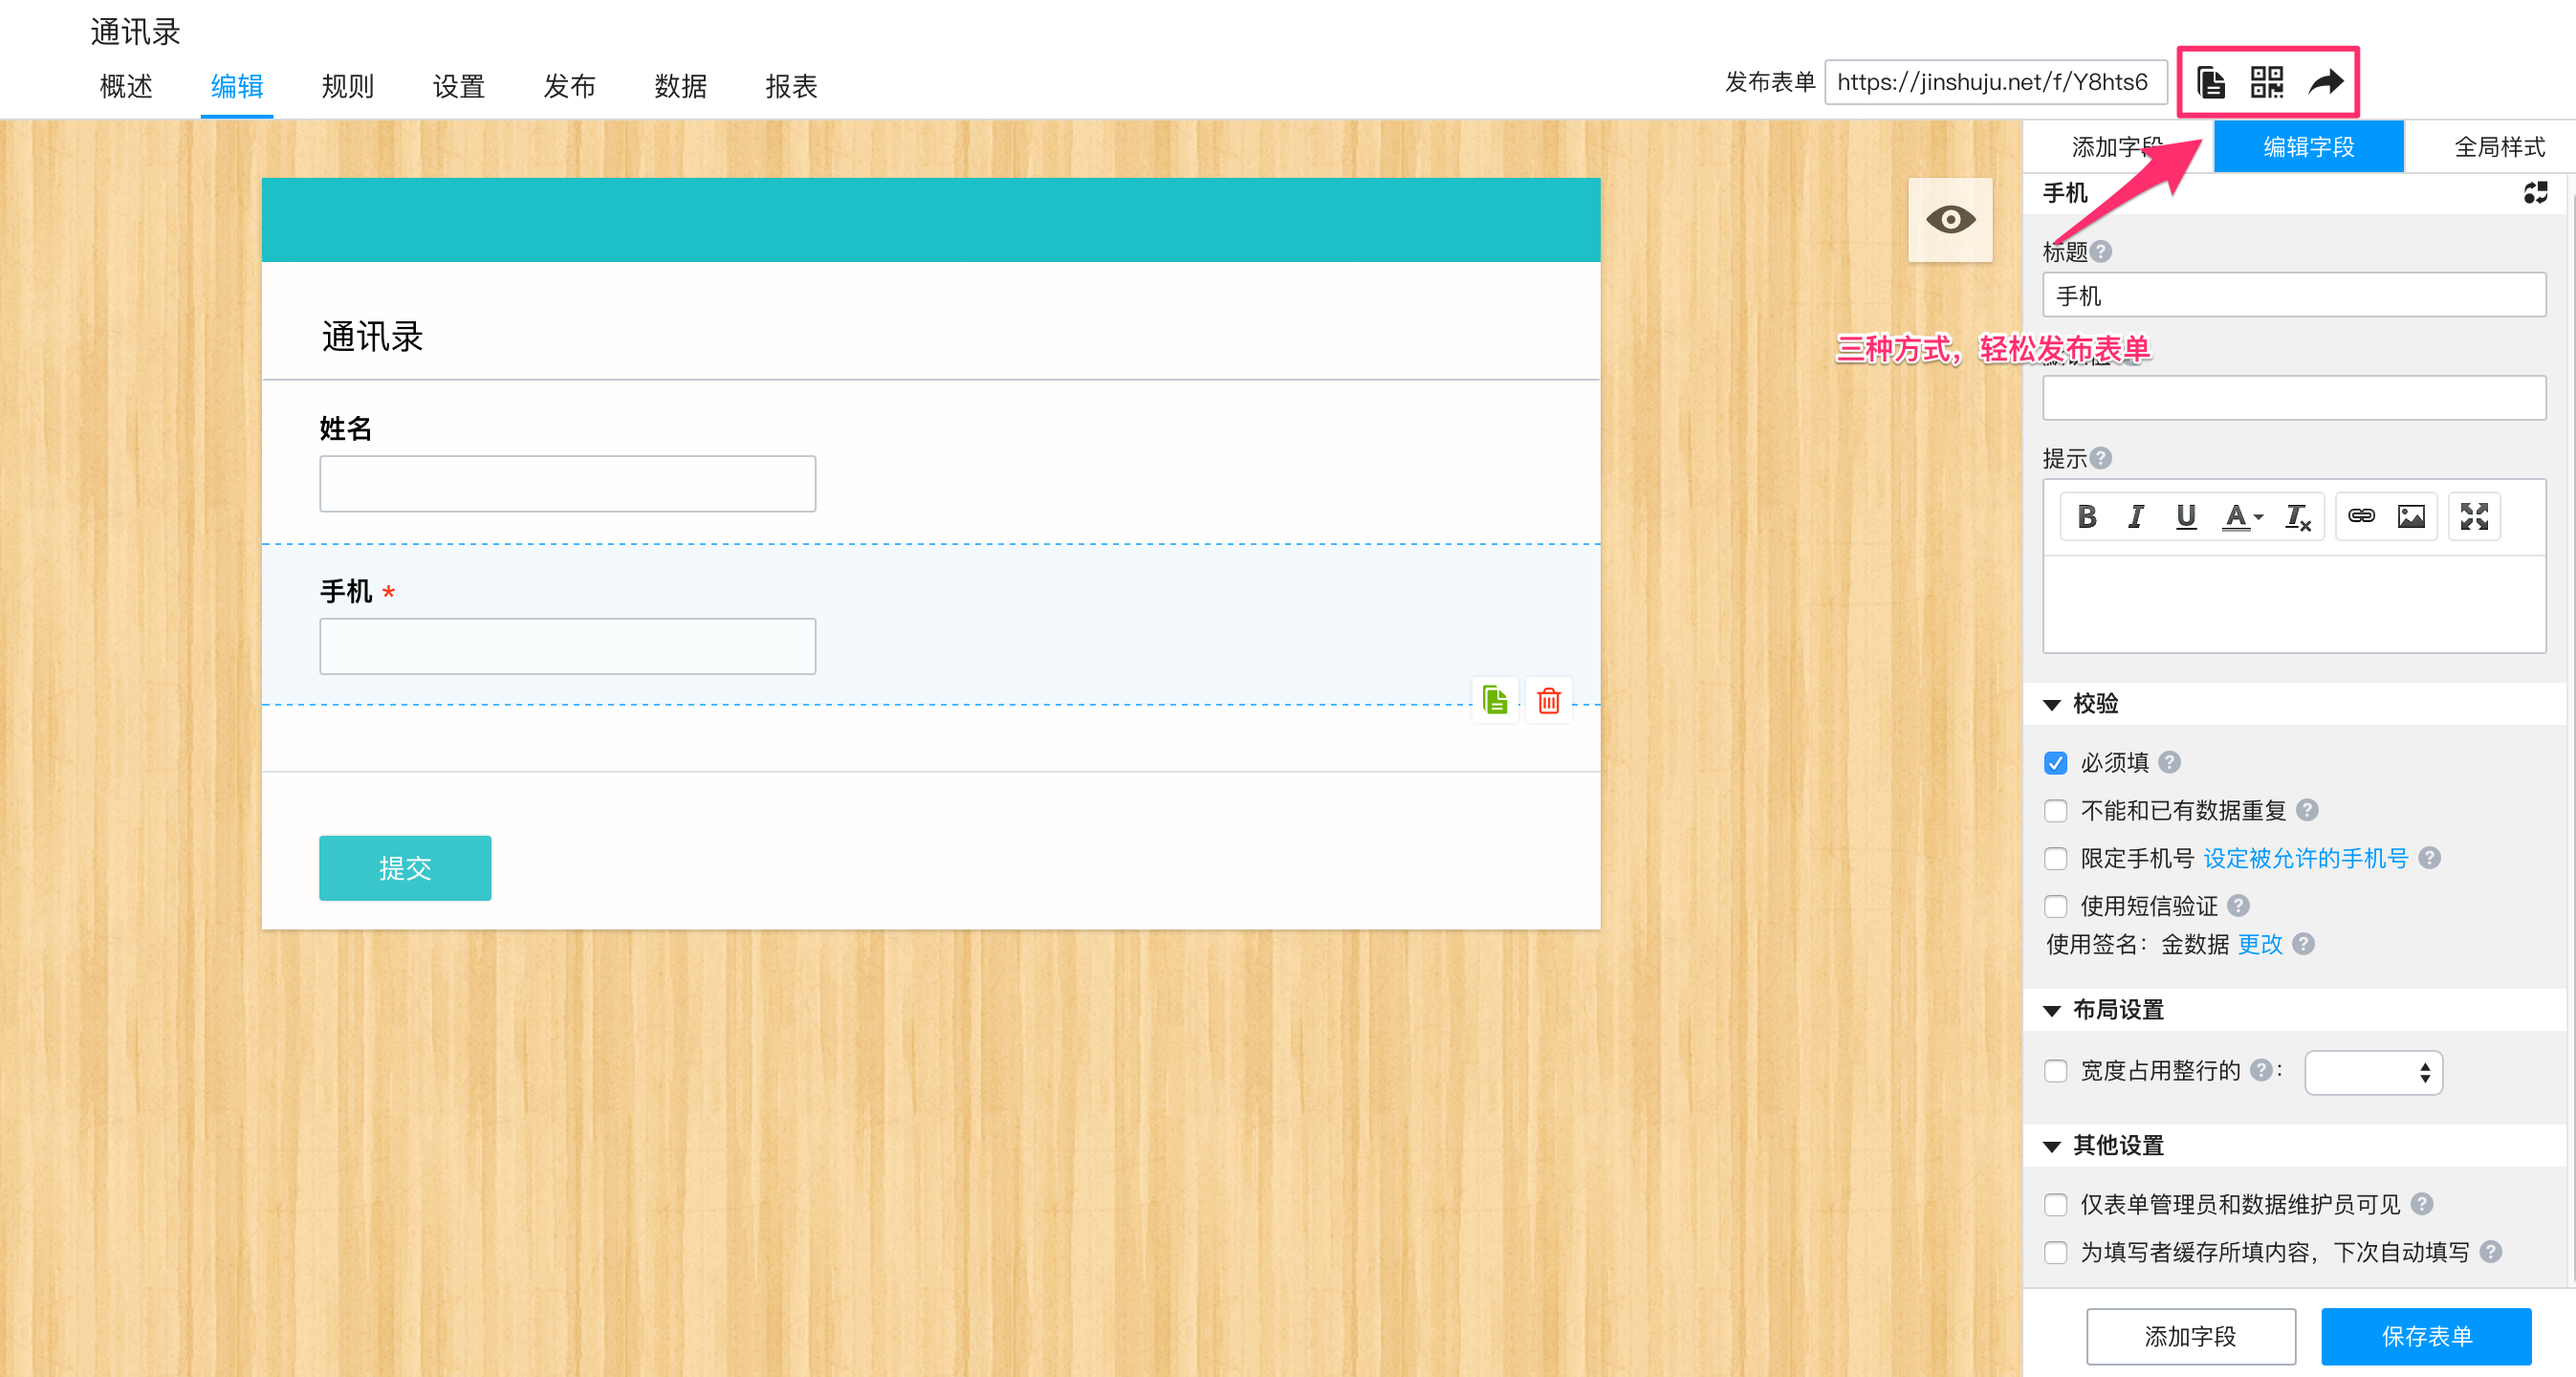 通讯录
概述 编辑 规则 设置 发布 数据 报表
发布表单 https://jinshuju.net/f/Y8hts6
添加字段 编辑字段 全局样式
手机
标题
手机
三种方式，轻松发布表单
提示
B I U A Tx
校验
必须填
不能和已有数据重复
限定手机号 设定被允许的手机号
使用短信验证
使用签名：金数据 更改
布局设置
宽度占用整行的：
其他设置
仅表单管理员和数据维护员可见
为填写者缓存所填内容，下次自动填写
添加字段 保存表单
通讯录
姓名
手机 *
提交